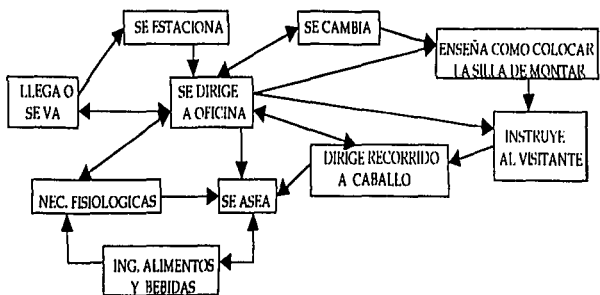 SE ESTACIONA
SE CAMBIA
ENSEÑA COMO COLOCAR
LA SILLA DE MONTAR
LLEGA O
SE VA
SE DIRIGE
A OFICINA
INSTRUYE
AL VISITANTE
DIRIGE RECORRIDO
A CABALLO
NEC. FISIOLOGICAS
SE ASEA
ING. ALIMENTOS
Y BEBIDAS